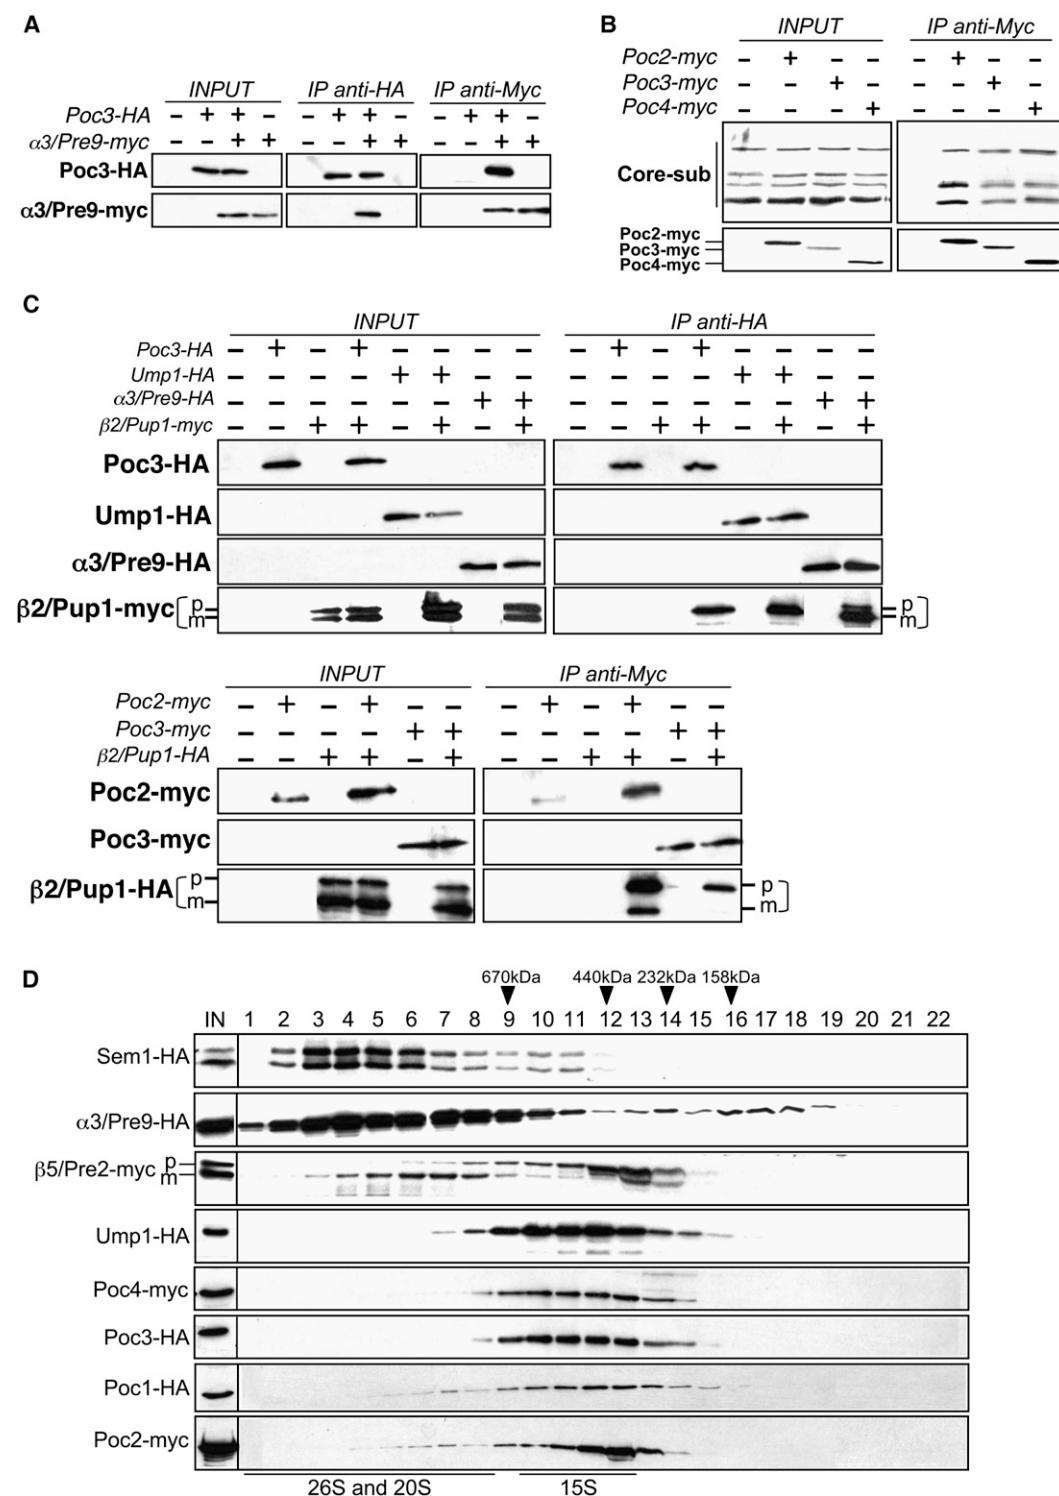 A
INPUT IP anti-HA IP anti-Myc
Poc3-HA - + + - - + + - - + + -
α3/Pre9-myc - - + + - - + + - - + +
Poc3-HA
α3/Pre9-myc
B
INPUT IP anti-Myc
Poc2-myc - + - - - + - -
Poc3-myc - - + - - - + -
Poc4-myc - - - + - - - +
Core-sub
Poc2-myc
Poc3-myc
Poc4-myc
C
INPUT IP anti-HA
Poc3-HA - + - + - - - - - + - + - - - -
Ump1-HA - - - - + + - - - - - - + + - -
α3/Pre9-HA - - - - - - + + - - - - - - + +
β2/Pup1-myc - - + + - + - + - - + + - + - +
Poc3-HA
Ump1-HA
α3/Pre9-HA
β2/Pup1-myc p m p m
INPUT IP anti-Myc
Poc2-myc - + - + - - - + - + - -
Poc3-myc - - - - + + - - - - + +
β2/Pup1-HA - - + + - + - - + + - +
Poc2-myc
Poc3-myc
β2/Pup1-HA p m p m
D
670kDa 440kDa 232kDa 158kDa
IN 1 2 3 4 5 6 7 8 9 10 11 12 13 14 15 16 17 18 19 20 21 22
Sem1-HA
α3/Pre9-HA
β5/Pre2-myc p m
Ump1-HA
Poc4-myc
Poc3-HA
Poc1-HA
Poc2-myc
26S and 20S 15S